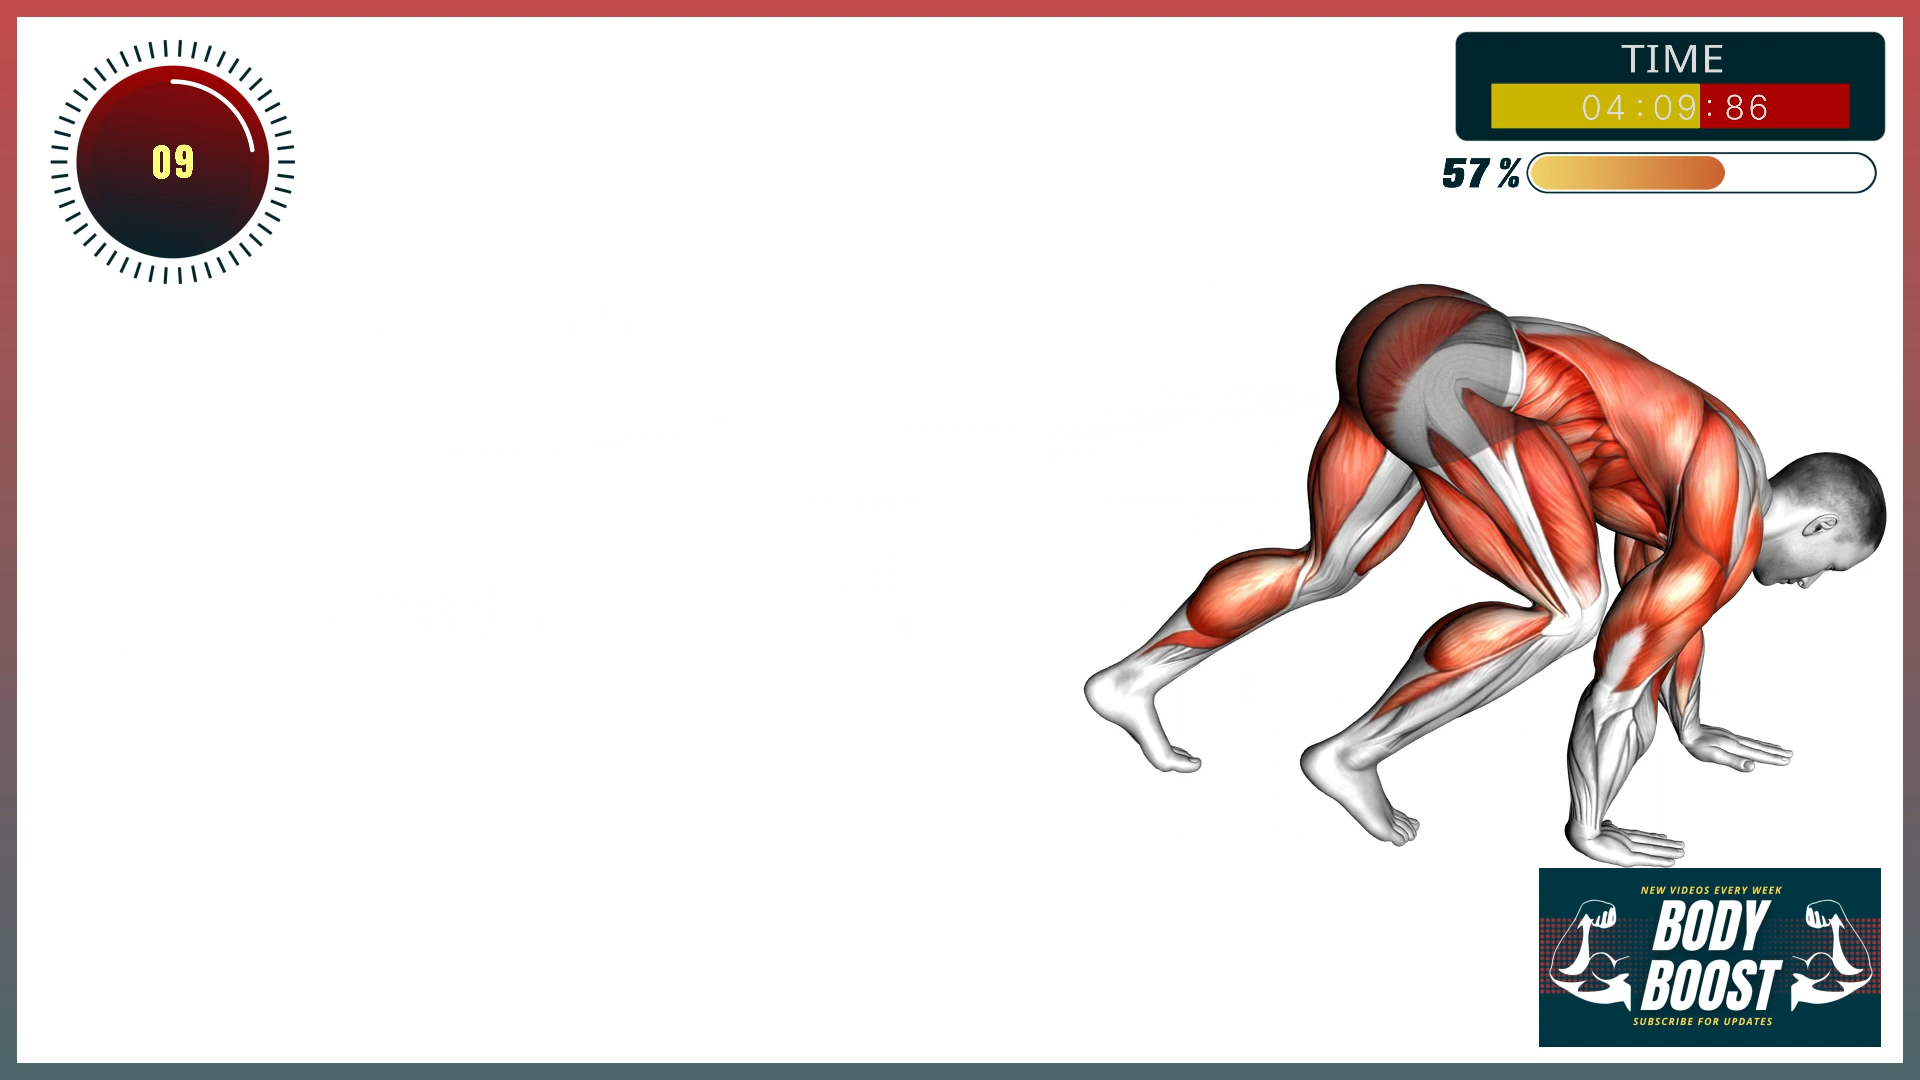 09
TIME
04:09:86
57 %
NEW VIDEOS EVERY WEEK
BODY
BOOST
SUBSCRIBE FOR UPDATES